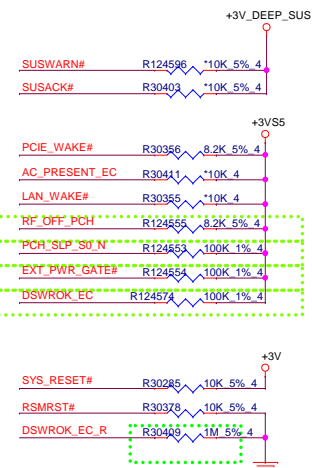 +3V_DEEP_SUS
SUSWARN# R124596 *10K_5%_4
SUSACK# R30403 *10K_5%_4
+3VS5
PCIE_WAKE# R30356 8.2K_5%_4
AC_PRESENT_EC R30411 *10K_4
LAN_WAKE# R30355 *10K_4
RF_OFF_PCH R124555 8.2K_5%_4
PCH_SLP_S0_N R124553 100K_1%_4
EXT_PWR_GATE# R124554 100K_1%_4
DSWROK_EC R124574 100K_1%_4
+3V
SYS_RESET# R30285 10K_5%_4
RSMRST# R30378 10K_5%_4
DSWROK_EC_R R30409 1M_5%_4